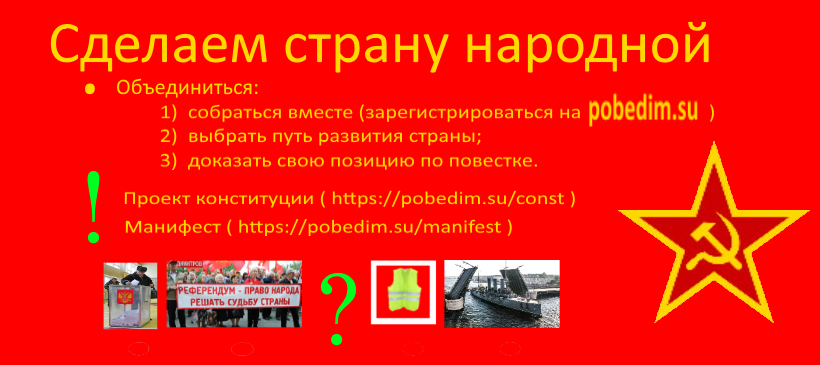 Сделаем страну народной
• Объединиться:
1) собраться вместе (зарегистрироваться на pobedim.su )
2) выбрать путь развития страны;
3) доказать свою позицию по повестке.
!
Проект конституции ( https://pobedim.su/const )
Манифест ( https://pobedim.su/manifest )
ДИМИТРОВ
РЕФЕРЕНДУМ - ПРАВО НАРОДА
РЕШАТЬ СУДЬБУ СТРАНЫ
?